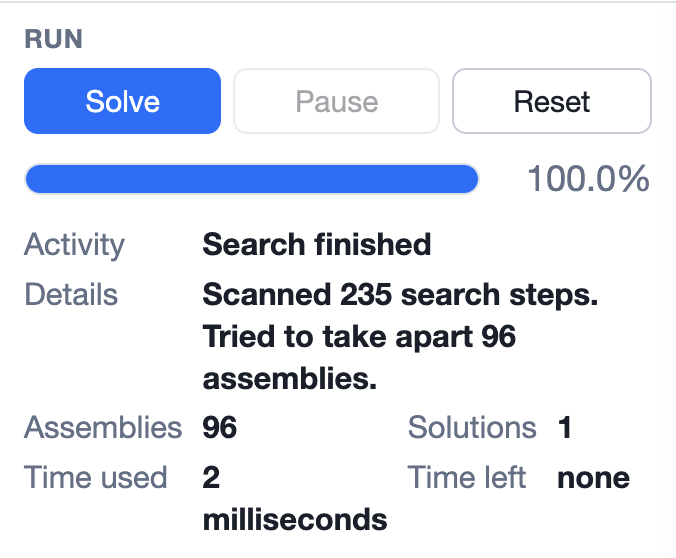 RUN
Solve Pause Reset
100.0%
Activity Search finished
Details Scanned 235 search steps.
Tried to take apart 96
assemblies.
Assemblies 96 Solutions 1
Time used 2 Time left none
milliseconds